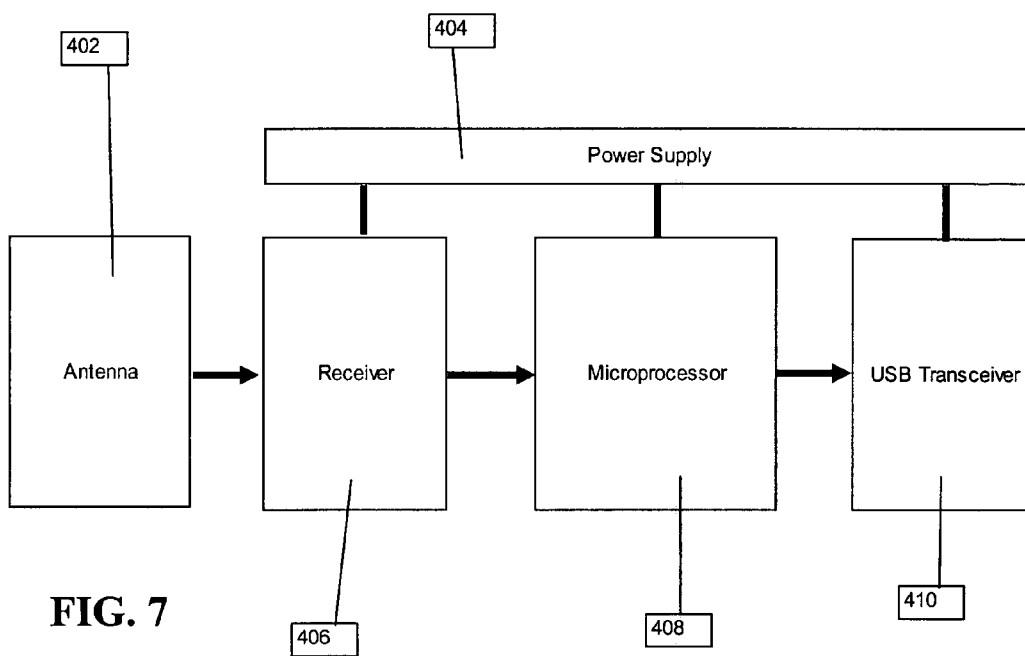 402
404
Power Supply
Antenna
Receiver
Microprocessor
USB Transceiver
FIG. 7
406
408
410